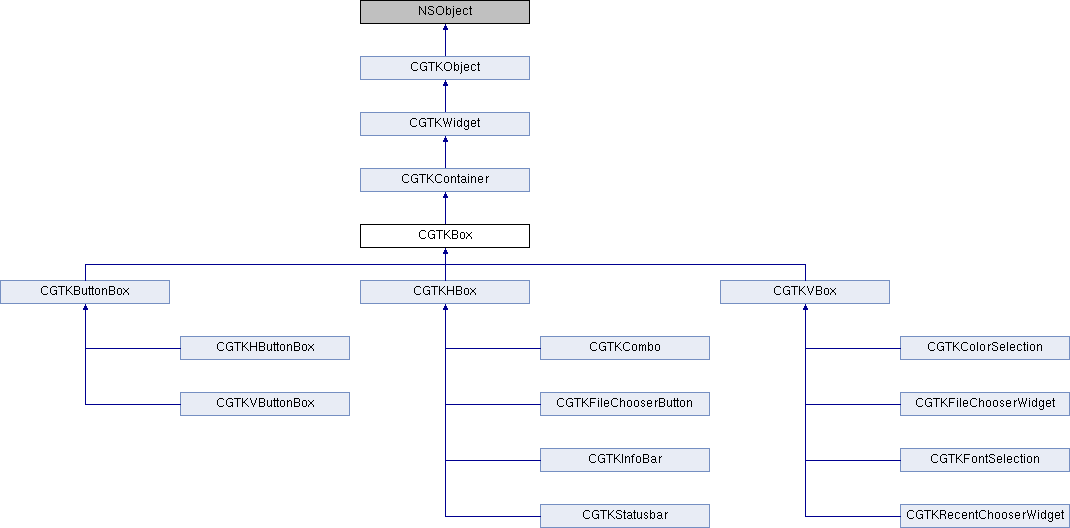 NSObject
CGTKObject
CGTKWidget
CGTKContainer
CGTKBox
CGTKButtonBox
CGTKHBox
CGTKVBox
CGTKHButtonBox
CGTKCombo
CGTKColorSelection
CGTKVButtonBox
CGTKFileChooserButton
CGTKFileChooserWidget
CGTKInfoBar
CGTKFontSelection
CGTKStatusbar
CGTKRecentChooserWidget